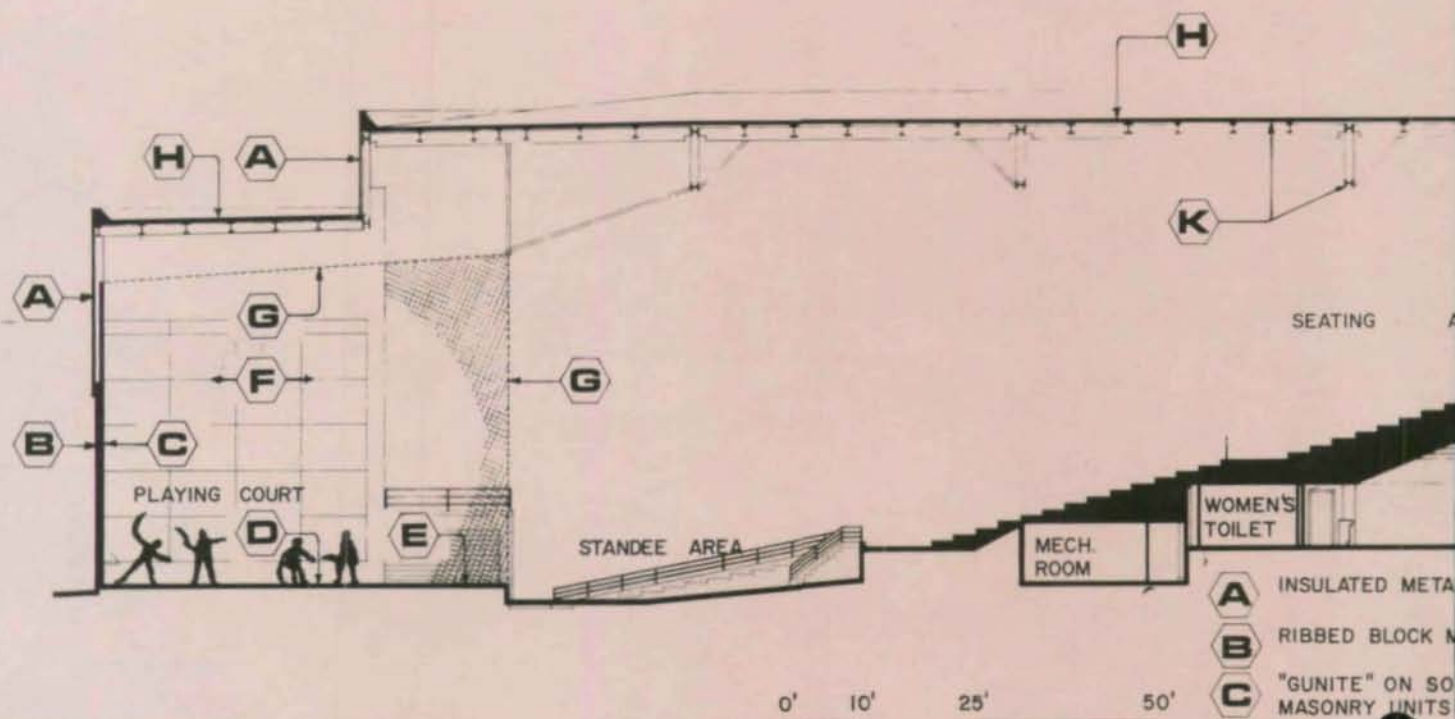 H
H
A
K
A
G
SEATING
F
G
B
C
PLAYING COURT
D
E
STANDEE AREA
MECH.
ROOM
WOMEN'S
TOILET
A INSULATED META
B RIBBED BLOCK M
C "GUNITE" ON SO
MASONRY UNITS
0' 10' 25' 50'